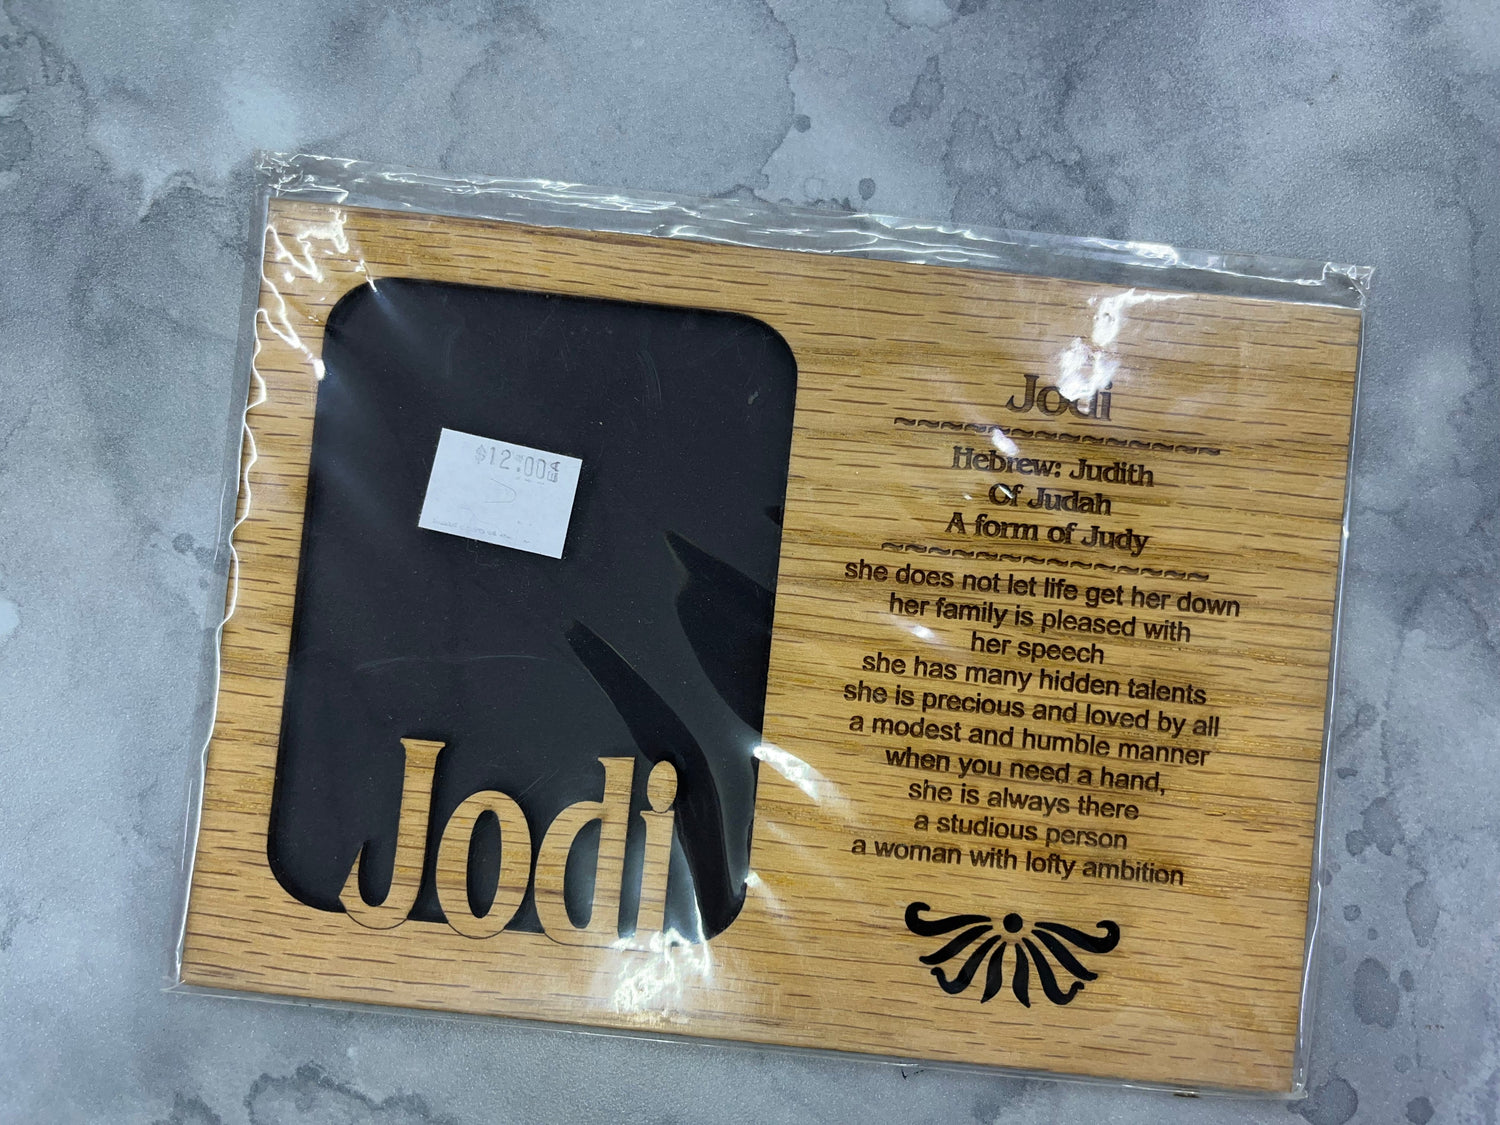 $12.00 EA
Jodi
Jodi
~~~~~~~~~~~~~~
Hebrew: Judith
Of Judah
A form of Judy
~~~~~~~~~~~~~~
she does not let life get her down
her family is pleased with
her speech
she has many hidden talents
she is precious and loved by all
a modest and humble manner
when you need a hand,
she is always there
a studious person
a woman with lofty ambition